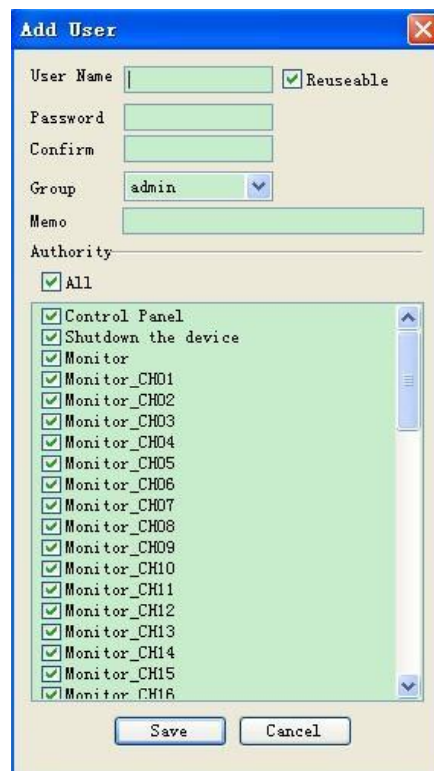 Add User
User Name Reuseable
Password
Confirm
Group admin
Memo
Authority
All
Control Panel
Shutdown the device
Monitor
Monitor_CH01
Monitor_CH02
Monitor_CH03
Monitor_CH04
Monitor_CH05
Monitor_CH06
Monitor_CH07
Monitor_CH08
Monitor_CH09
Monitor_CH10
Monitor_CH11
Monitor_CH12
Monitor_CH13
Monitor_CH14
Monitor_CH15
Monitor_CH16
Save Cancel